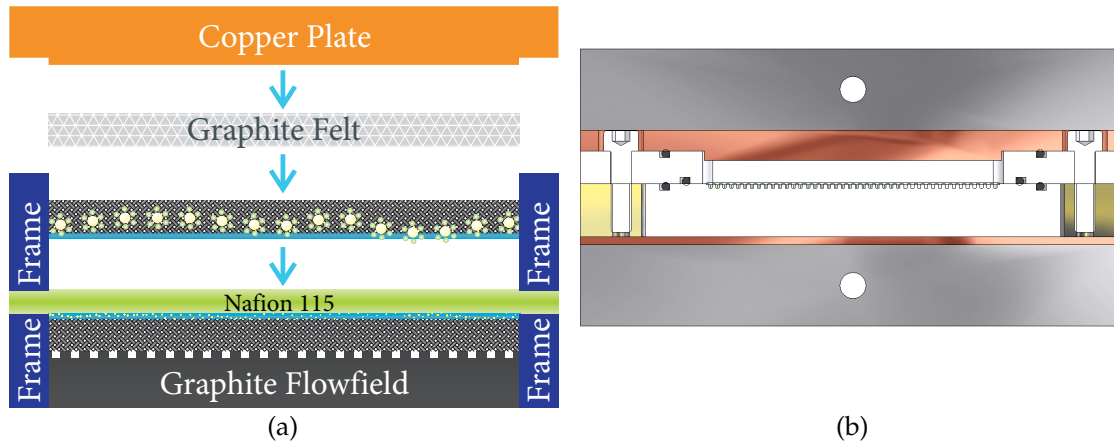 Copper Plate
Graphite Felt
Frame
Frame
Nafion 115
Frame
Frame
Graphite Flowfield
(a)
(b)